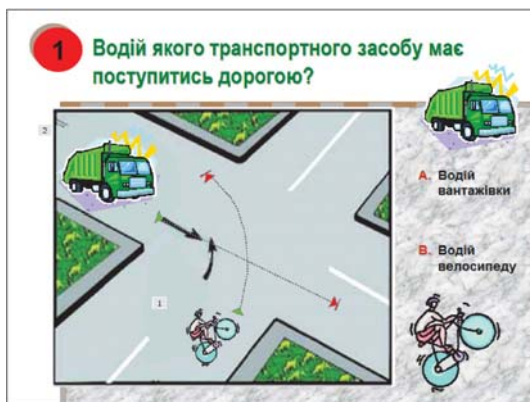 1
Водій якого транспортного засобу має
поступитись дорогою?
2
1
А. Водій
вантажівки
В. Водій
велосипеду